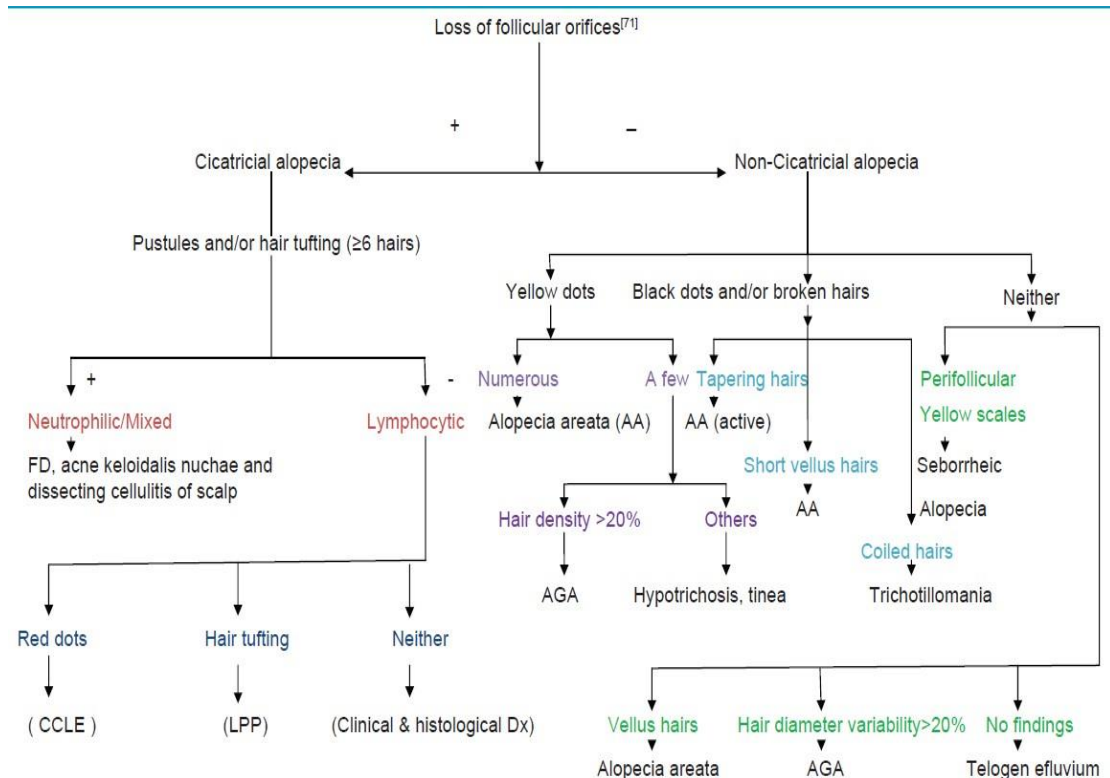 Loss of follicular orifices[71]
+
–
Cicatricial alopecia
Non-Cicatricial alopecia
Pustules and/or hair tufting (≥6 hairs)
Yellow dots
Black dots and/or broken hairs
Neither
+
-
Neutrophilic/Mixed
Lymphocytic
FD, acne keloidalis nuchae and
dissecting cellulitis of scalp
Red dots
Hair tufting
Neither
( CCLE )
(LPP)
(Clinical & histological Dx)
Numerous
A few
Alopecia areata (AA)
Hair density >20%
Others
AGA
Hypotrichosis, tinea
Tapering hairs
AA (active)
Short vellus hairs
AA
Coiled hairs
Trichotillomania
Perifollicular
Yellow scales
Seborrheic
Alopecia
Vellus hairs
Hair diameter variability>20%
No findings
Alopecia areata
AGA
Telogen efluvium